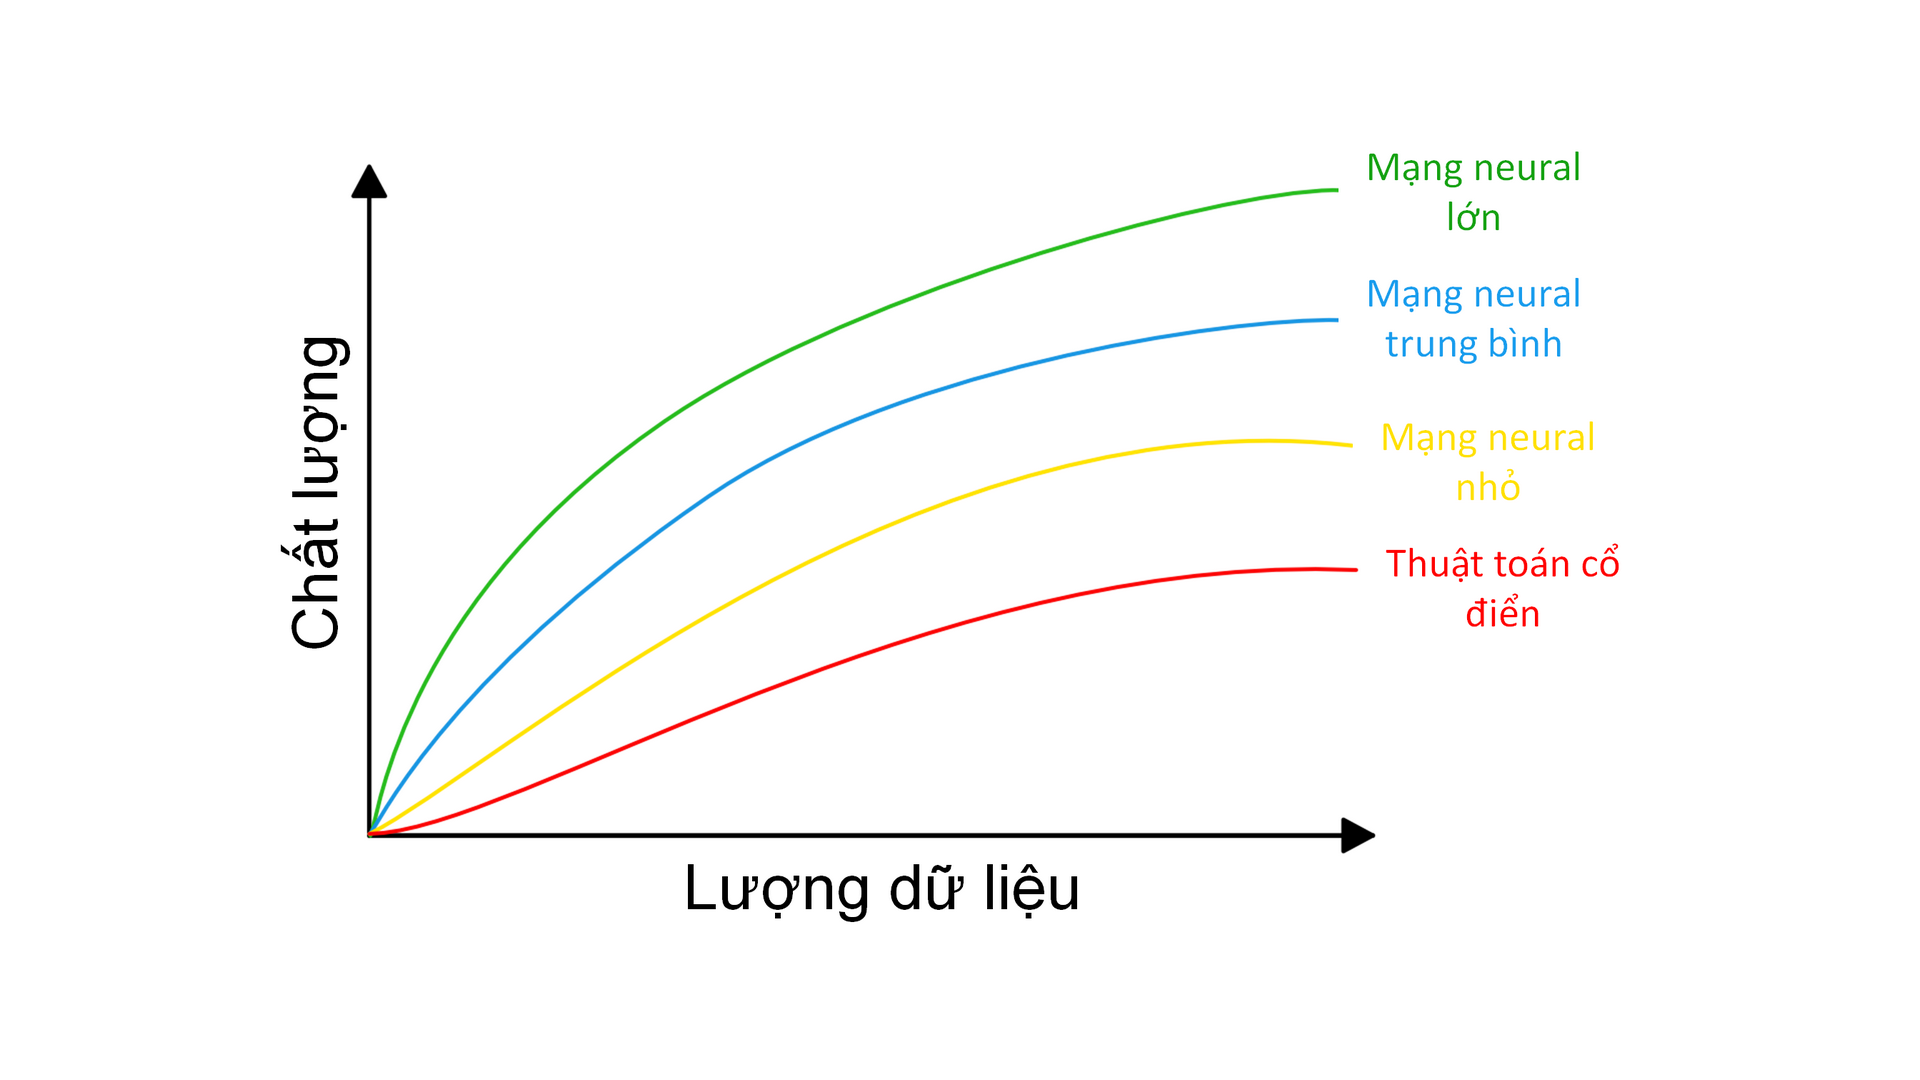 Mạng neural
lớn
Mạng neural
trung bình
Mạng neural
nhỏ
Thuật toán cổ
điển
Chất lượng
Lượng dữ liệu